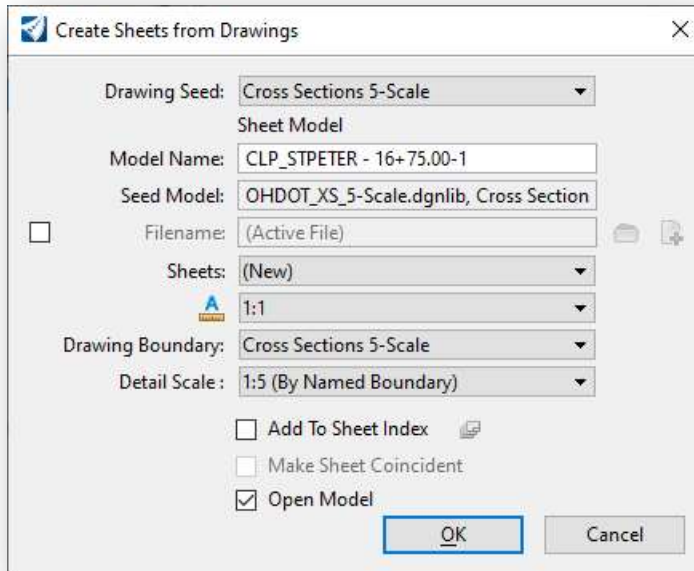 Create Sheets from Drawings
Drawing Seed: Cross Sections 5-Scale
Sheet Model
Model Name: CLP_STPETER - 16+75.00-1
Seed Model: OHDOT_XS_5-Scale.dgnlib, Cross Section
Filename: (Active File)
Sheets: (New)
A 1:1
Drawing Boundary: Cross Sections 5-Scale
Detail Scale : 1:5 (By Named Boundary)
Add To Sheet Index
Make Sheet Coincident
Open Model
OK Cancel